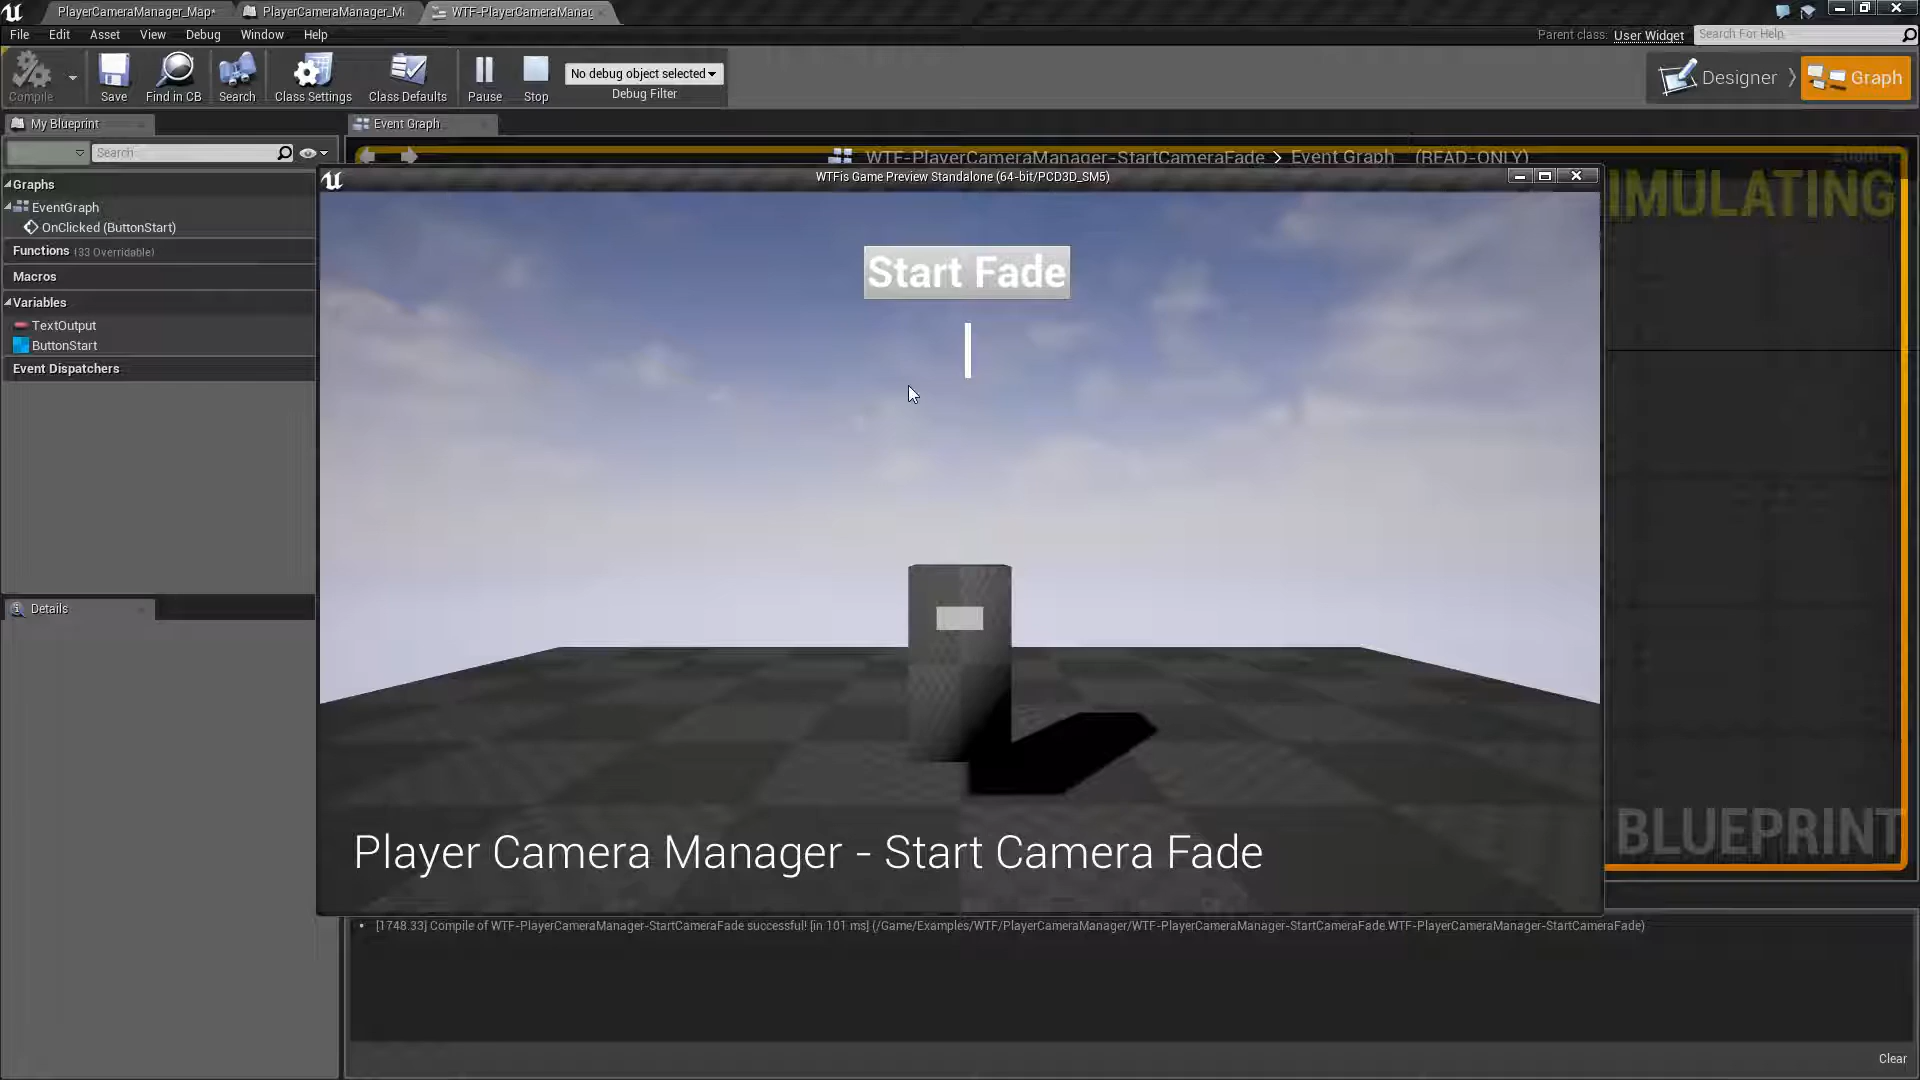 PlayerCameraManager_Map*
PlayerCameraManager_M
WTF-PlayerCameraManag
File Edit Asset View Debug Window Help
Parent class: User Widget
Search For Help
Compile
Save
Find in CB
Search
Class Settings
Class Defaults
Pause
Stop
No debug object selected
Debug Filter
Designer
Graph
My Blueprint
Event Graph
Search
WTF-PlayerCameraManager-StartCameraFade > Event Graph (READ-ONLY)
WTFis Game Preview Standalone (64-bit/PCD3D_SM5)
IMULATING
Graphs
EventGraph
OnClicked (ButtonStart)
Functions (33 Overridable)
Macros
Variables
TextOutput
ButtonStart
Event Dispatchers
Start Fade
Details
Player Camera Manager - Start Camera Fade
BLUEPRINT
[1748.33] Compile of WTF-PlayerCameraManager-StartCameraFade successful! [in 101 ms] (/Game/Examples/WTF/PlayerCameraManager/WTF-PlayerCameraManager-StartCameraFade.WTF-PlayerCameraManager-StartCameraFade)
Clear